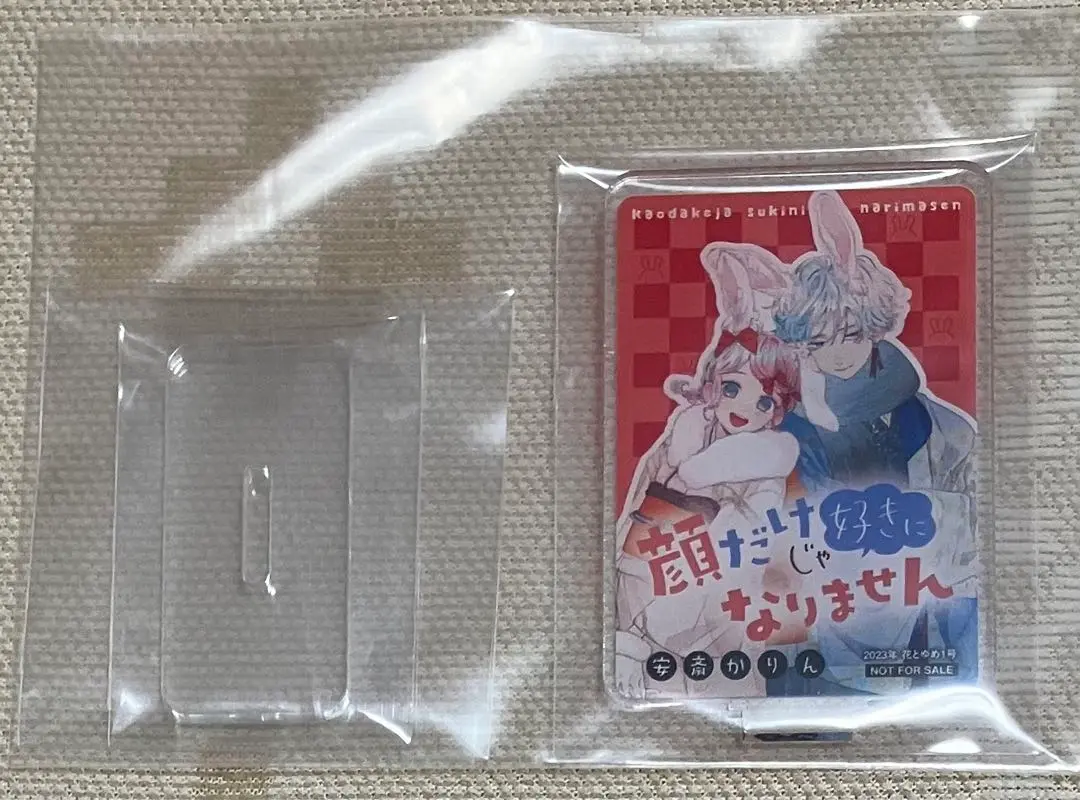 kaodakeja sukini narimasen
顔だけじゃ好きに
なりません
安斎かりん
2023年 花とゆめ1号
NOT FOR SALE